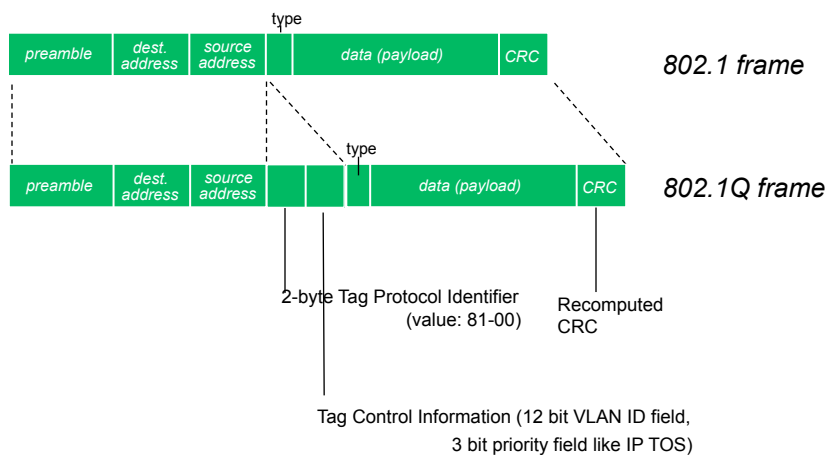 type
preamble
dest.
address
source
address
data (payload)
CRC
802.1 frame
type
preamble
dest.
address
source
address
data (payload)
CRC
802.1Q frame
2-byte Tag Protocol Identifier
(value: 81-00)
Recomputed
CRC
Tag Control Information (12 bit VLAN ID field,
3 bit priority field like IP TOS)